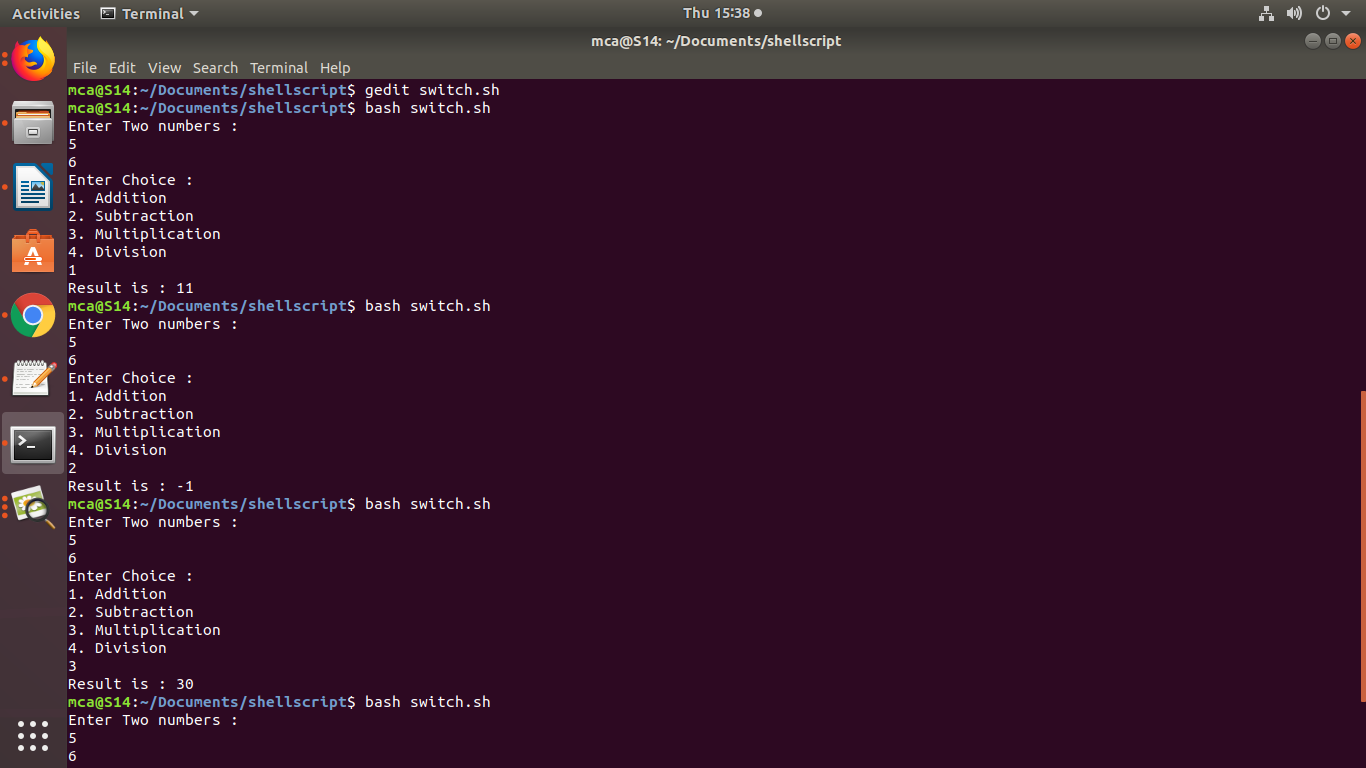 Activities Terminal Thu 15:38
mca@S14: ~/Documents/shellscript
File Edit View Search Terminal Help
mca@S14:~/Documents/shellscript$ gedit switch.sh
mca@S14:~/Documents/shellscript$ bash switch.sh
Enter Two numbers :
5
6
Enter Choice :
1. Addition
2. Subtraction
3. Multiplication
4. Division
1
Result is : 11
mca@S14:~/Documents/shellscript$ bash switch.sh
Enter Two numbers :
5
6
Enter Choice :
1. Addition
2. Subtraction
3. Multiplication
4. Division
2
Result is : -1
mca@S14:~/Documents/shellscript$ bash switch.sh
Enter Two numbers :
5
6
Enter Choice :
1. Addition
2. Subtraction
3. Multiplication
4. Division
3
Result is : 30
mca@S14:~/Documents/shellscript$ bash switch.sh
Enter Two numbers :
5
6